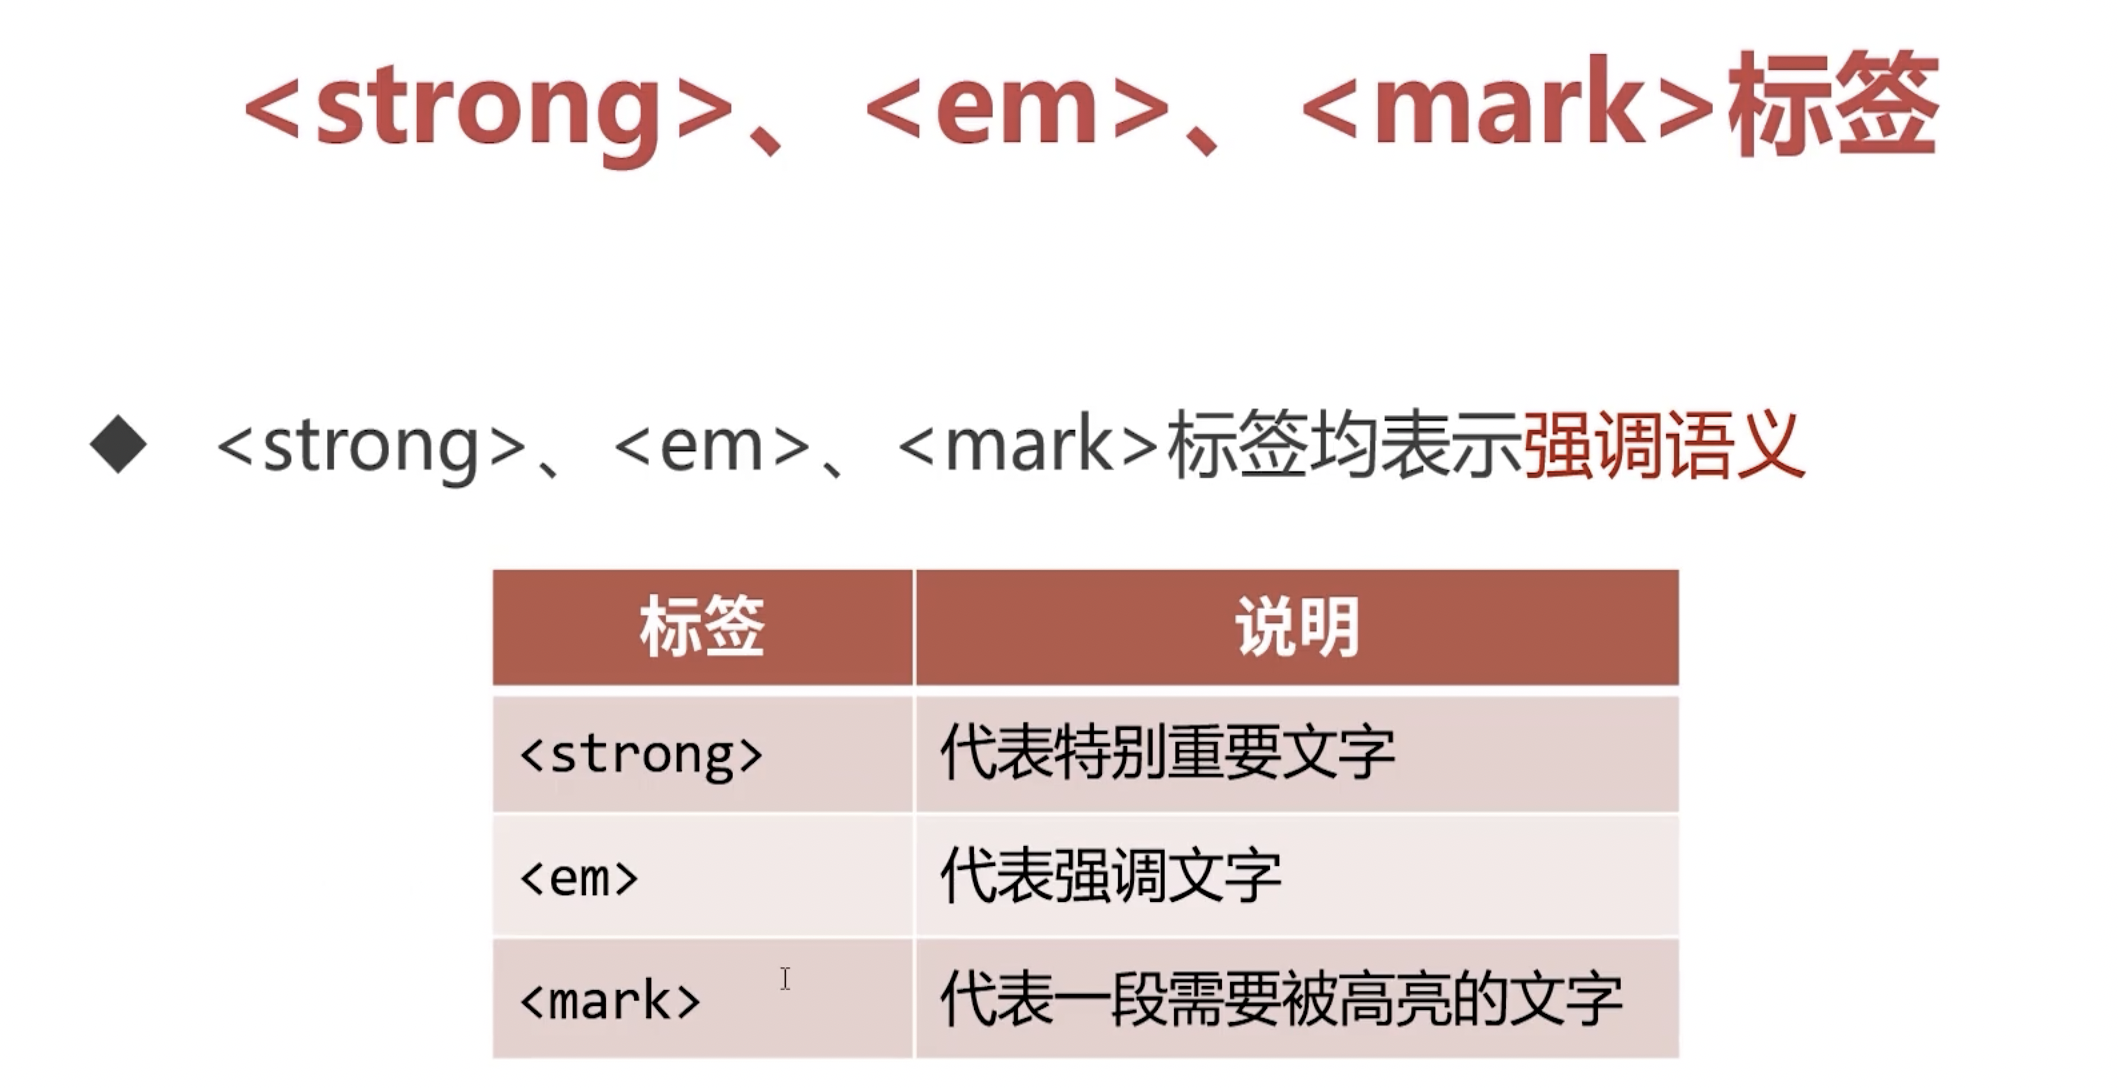 <strong>、<em>、<mark>标签
<strong>、<em>、<mark>标签均表示强调语义
标签 说明
<strong> 代表特别重要文字
<em> 代表强调文字
<mark> 代表一段需要被高亮的文字